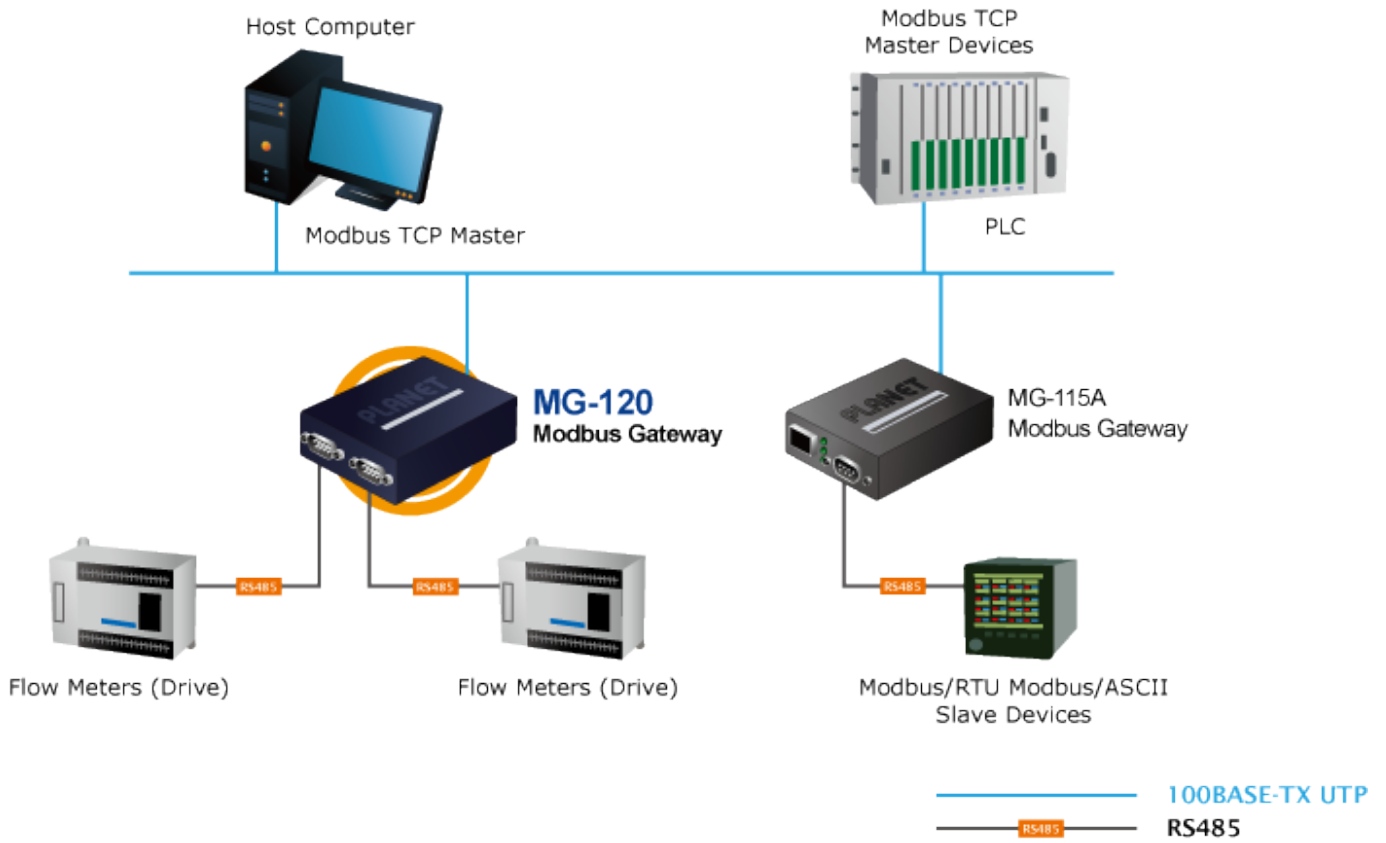 Host Computer
Modbus TCP
Master Devices
Modbus TCP Master
PLC
PLANET
MG-120
Modbus Gateway
PLANET
MG-115A
Modbus Gateway
RS485
RS485
RS485
Flow Meters (Drive)
Flow Meters (Drive)
Modbus/RTU Modbus/ASCII
Slave Devices
100BASE-TX UTP
RS485
RS485